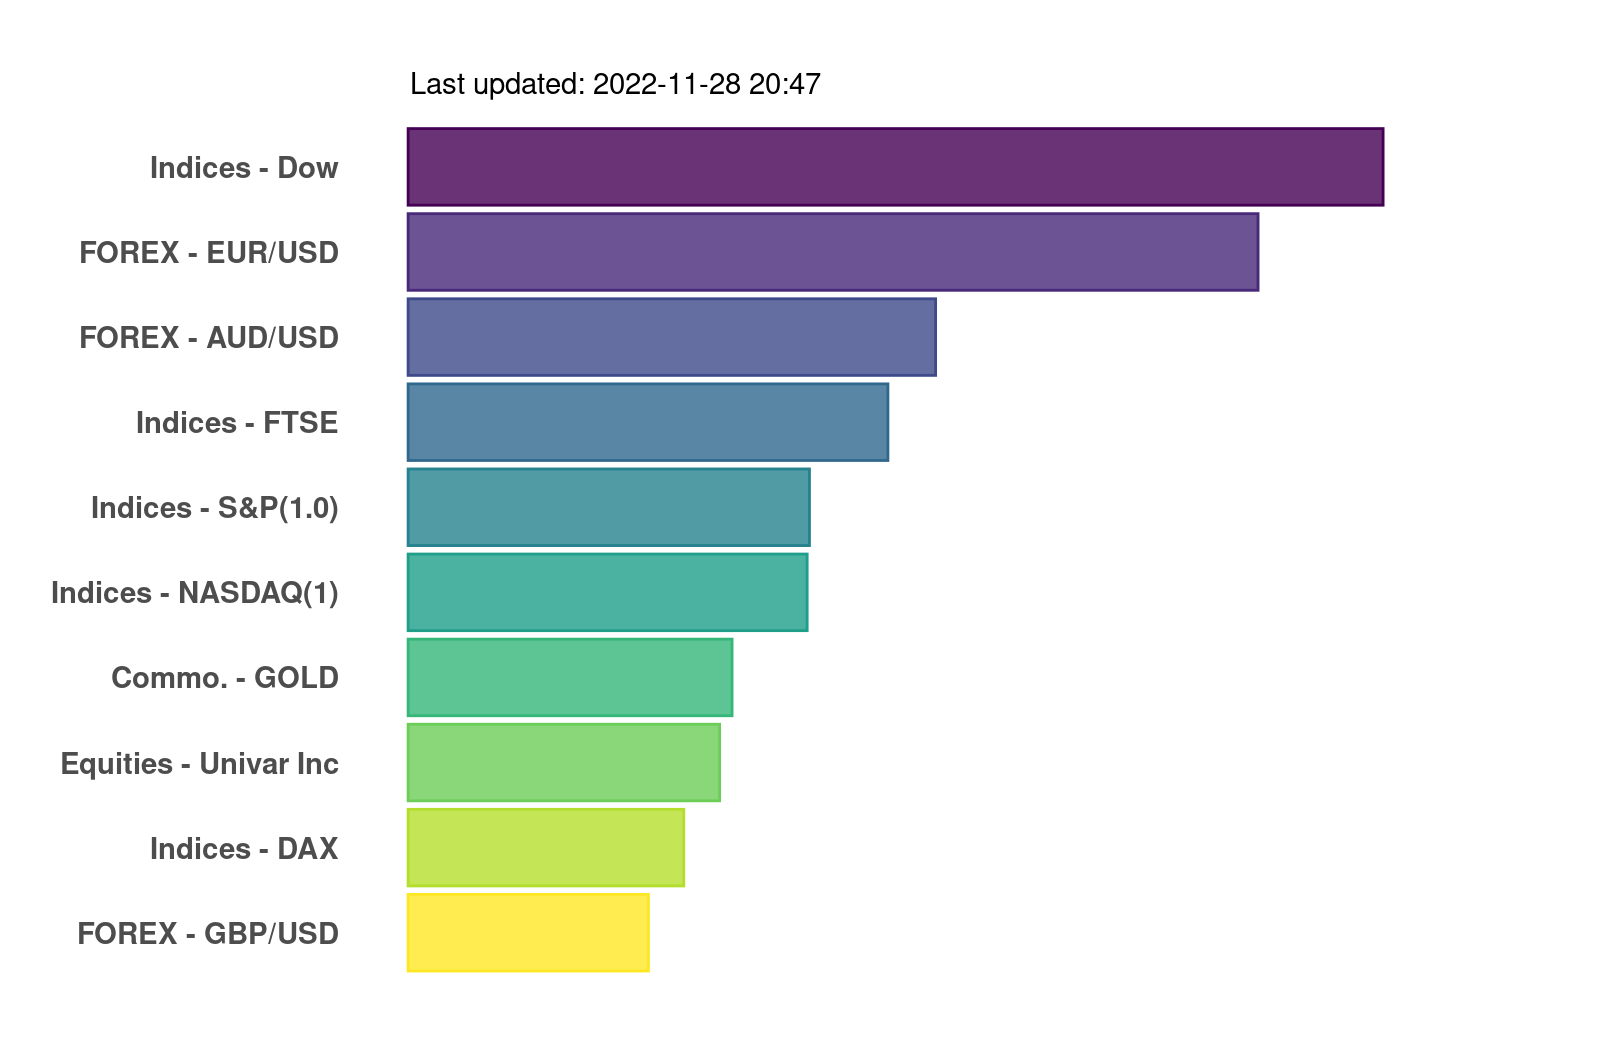 Last updated: 2022-11-28 20:47
Indices - Dow
FOREX - EUR/USD
FOREX - AUD/USD
Indices - FTSE
Indices - S&P(1.0)
Indices - NASDAQ(1)
Commo. - GOLD
Equities - Univar Inc
Indices - DAX
FOREX - GBP/USD